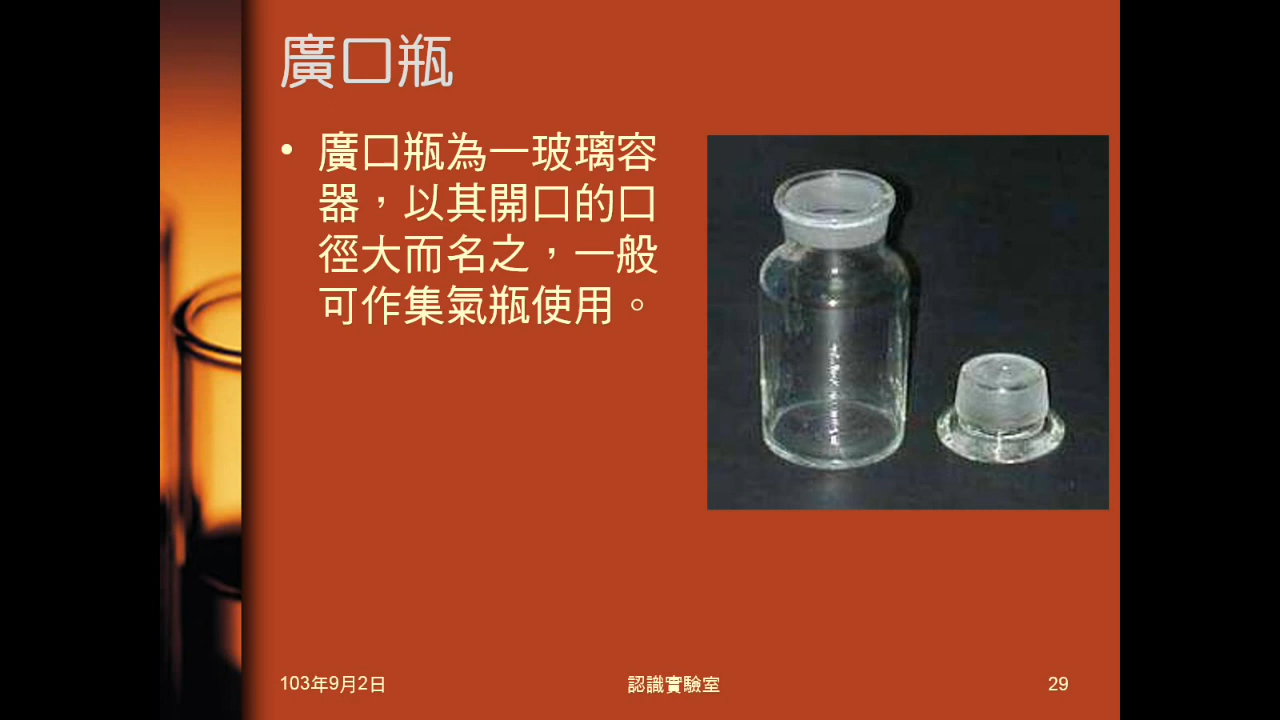 廣口瓶
• 廣口瓶為一玻璃容
器，以其開口的口
徑大而名之，一般
可作集氣瓶使用。
103年9月2日
認識實驗室
29